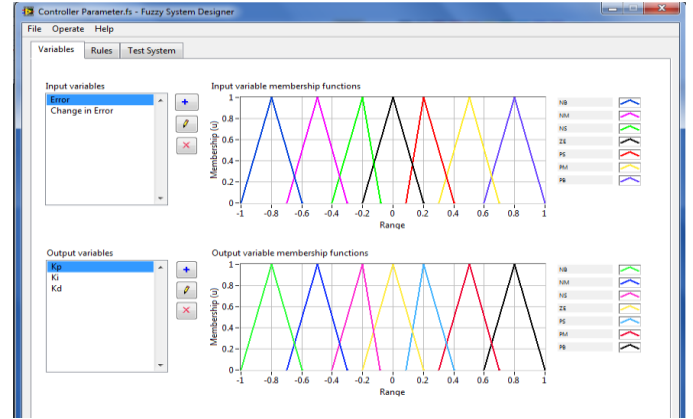 Controller Parameter.fs - Fuzzy System Designer
File Operate Help
Variables Rules Test System
Input variables
Error
Change in Error
Input variable membership functions
Membership (u)
1
0.8
0.6
0.4
0.2
0
-1 -0.8 -0.6 -0.4 -0.2 0 0.2 0.4 0.6 0.8 1
Range
NB
NM
NS
ZE
PS
PM
PB
Output variables
Kp
Ki
Kd
Output variable membership functions
Membership (u)
1
0.8
0.6
0.4
0.2
0
-1 -0.8 -0.6 -0.4 -0.2 0 0.2 0.4 0.6 0.8 1
Range
NB
NM
NS
ZE
PS
PM
PB